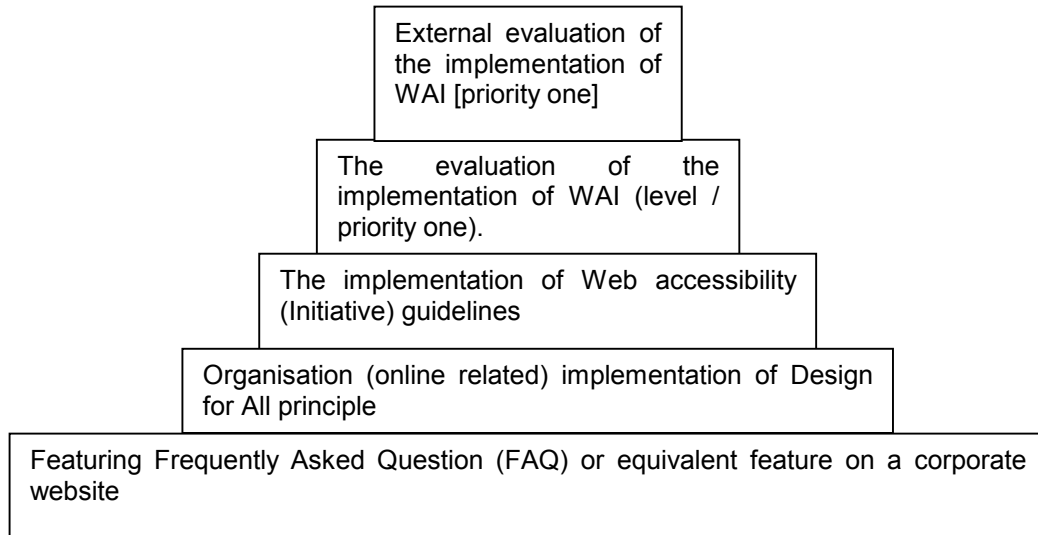 External evaluation of
the implementation of
WAI [priority one]
The evaluation of the
implementation of WAI (level /
priority one).
The implementation of Web accessibility
(Initiative) guidelines
Organisation (online related) implementation of Design
for All principle
Featuring Frequently Asked Question (FAQ) or equivalent feature on a corporate
website